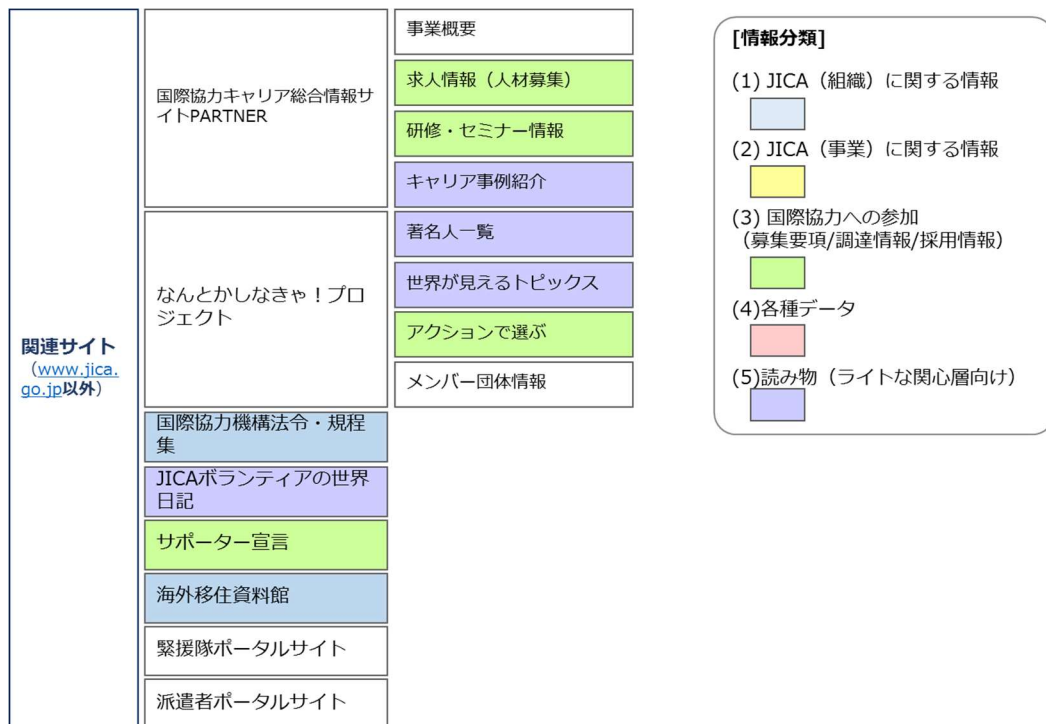 関連サイト
（www.jica.
go.jp以外）
国際協力キャリア総合情報サ
イトPARTNER
事業概要
求人情報（人材募集）
研修・セミナー情報
キャリア事例紹介
なんとかしなきゃ！プロ
ジェクト
著名人一覧
世界が見えるトピックス
アクションで選ぶ
メンバー団体情報
国際協力機構法令・規程
集
JICAボランティアの世界
日記
サポーター宣言
海外移住資料館
緊援隊ポータルサイト
派遣者ポータルサイト
[情報分類]
(1) JICA（組織）に関する情報
(2) JICA（事業）に関する情報
(3) 国際協力への参加
（募集要項/調達情報/採用情報）
(4)各種データ
(5)読み物（ライトな関心層向け）